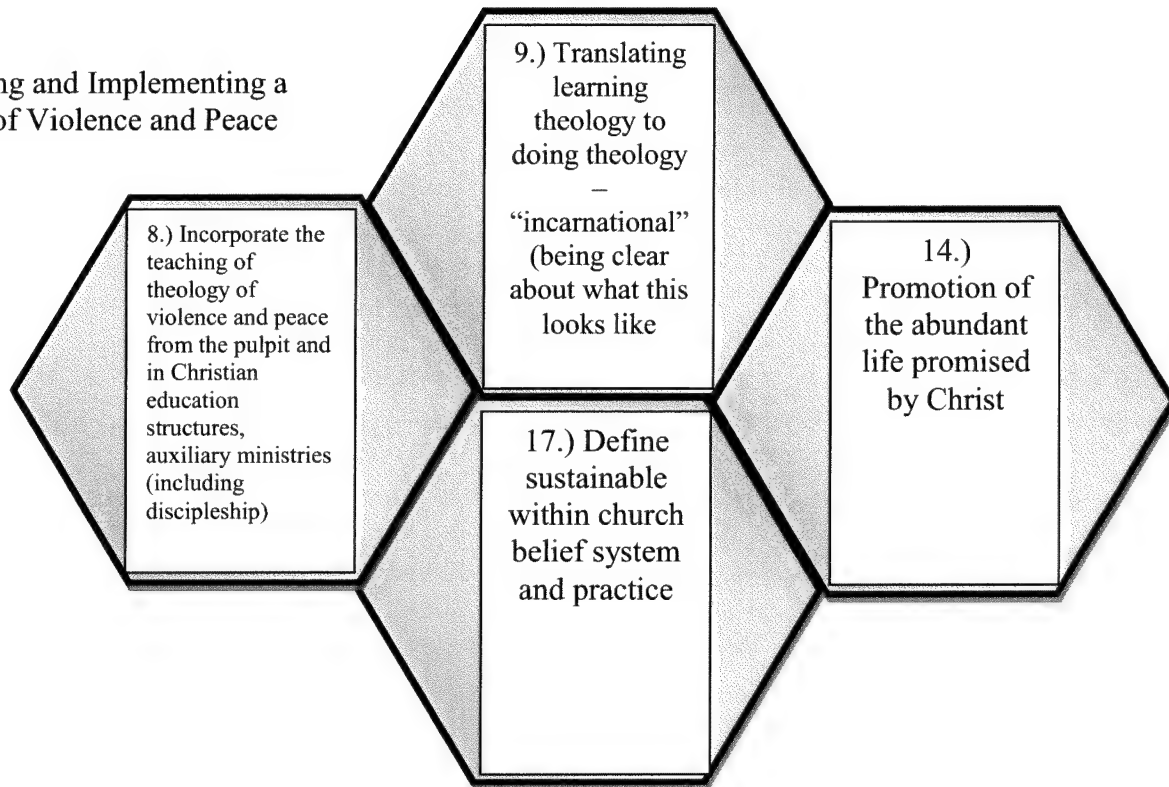 ng and Implementing a
of Violence and Peace
9.) Translating
learning
theology to
doing theology
–
“incarnational”
(being clear
about what this
looks like
8.) Incorporate the
teaching of
theology of
violence and peace
from the pulpit and
in Christian
education
structures,
auxiliary ministries
(including
discipleship)
14.)
Promotion of
the abundant
life promised
by Christ
17.) Define
sustainable
within church
belief system
and practice